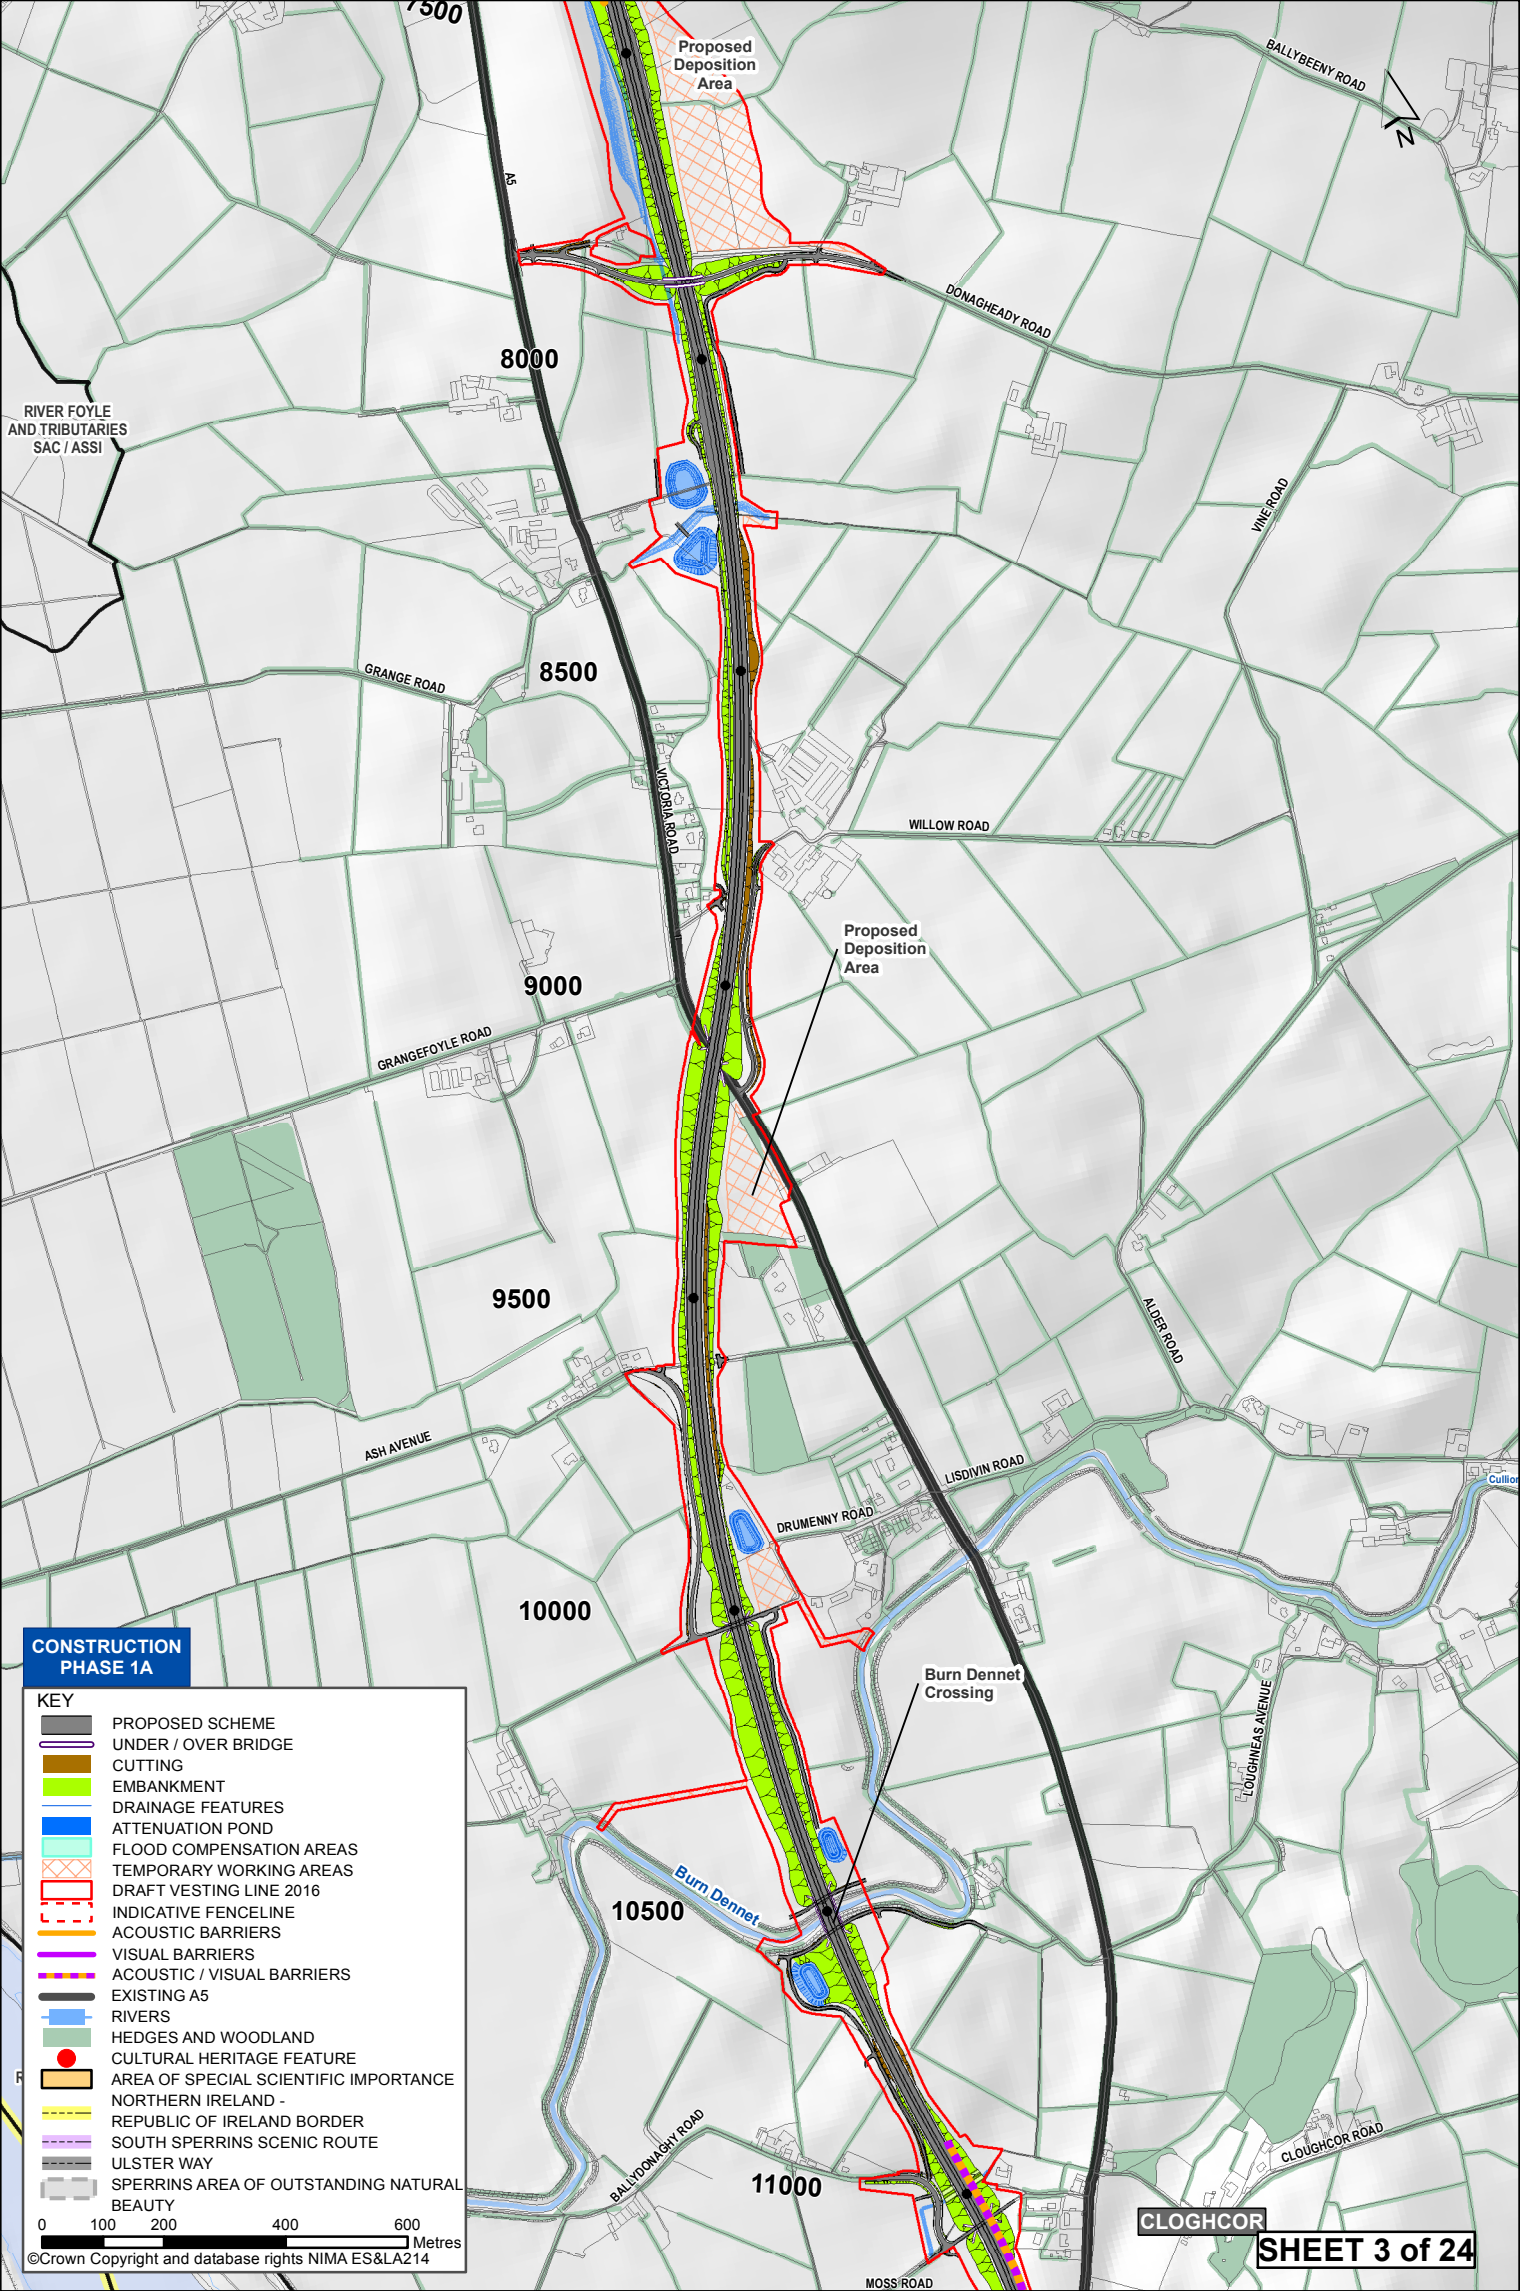 7500
Proposed
Deposition
Area
BALLYBEENY ROAD
N
A5
DONAGHEADY ROAD
8000
RIVER FOYLE
AND TRIBUTARIES
SAC / ASSI
VINE ROAD
GRANGE ROAD
8500
VICTORIA ROAD
WILLOW ROAD
Proposed
Deposition
Area
9000
GRANGEFOYLE ROAD
9500
ALDER ROAD
ASH AVENUE
LISDIVIN ROAD
Cullion
DRUMENNY ROAD
10000
Burn Dennet
Crossing
LOUGHNEAS AVENUE
Burn Dennet
10500
BALLYDONAGHY ROAD
11000
CLOUGHCOR ROAD
CLOGHCOR
MOSS ROAD
SHEET 3 of 24
CONSTRUCTION
PHASE 1A
KEY
PROPOSED SCHEME
UNDER / OVER BRIDGE
CUTTING
EMBANKMENT
DRAINAGE FEATURES
ATTENUATION POND
FLOOD COMPENSATION AREAS
TEMPORARY WORKING AREAS
DRAFT VESTING LINE 2016
INDICATIVE FENCELINE
ACOUSTIC BARRIERS
VISUAL BARRIERS
ACOUSTIC / VISUAL BARRIERS
EXISTING A5
RIVERS
HEDGES AND WOODLAND
CULTURAL HERITAGE FEATURE
AREA OF SPECIAL SCIENTIFIC IMPORTANCE
NORTHERN IRELAND -
REPUBLIC OF IRELAND BORDER
SOUTH SPERRINS SCENIC ROUTE
ULSTER WAY
SPERRINS AREA OF OUTSTANDING NATURAL
BEAUTY
0 100 200 400 600
Metres
©Crown Copyright and database rights NIMA ES&LA214